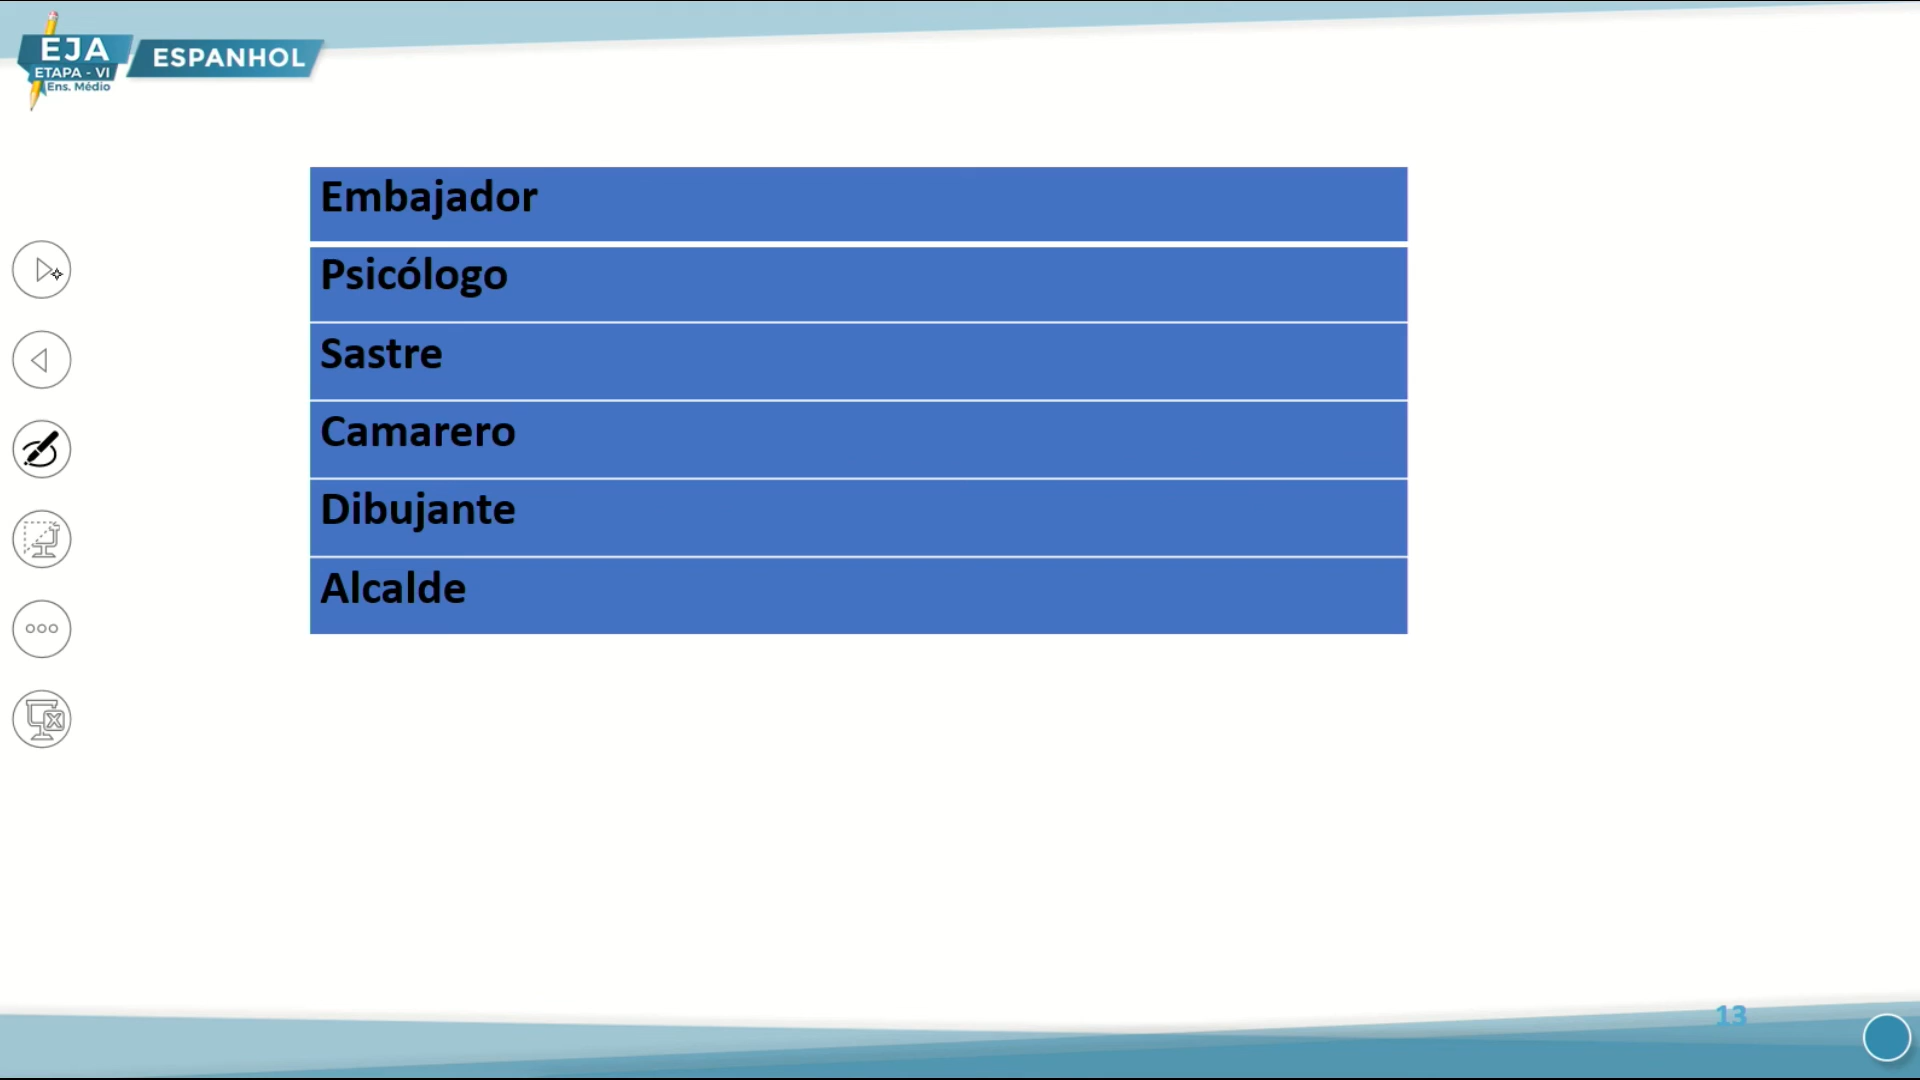 EJA
ETAPA - VI
Ens. Médio
ESPANHOL
Embajador
Psicólogo
Sastre
Camarero
Dibujante
Alcalde
13